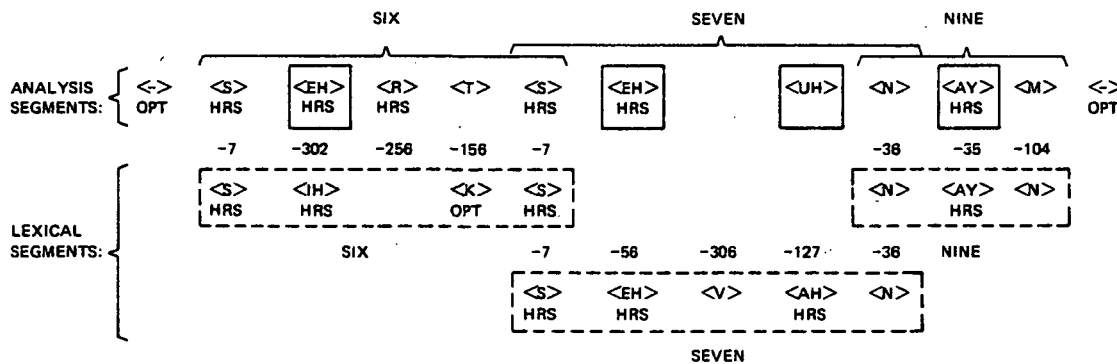 SIX SEVEN NINE
ANALYSIS SEGMENTS: <-> <S> <EH> <R> <T> <S> <EH> <UH> <N> <AY> <M> <->
OPT HRS HRS HRS HRS HRS HRS OPT
-7 -302 -256 -156 -7 -36 -35 -104
<S> <IH> <K> <S> <N> <AY> <N>
HRS HRS OPT HRS HRS
LEXICAL SEGMENTS:
SIX -7 -56 -306 -127 -36 NINE
<S> <EH> <V> <AH> <N>
HRS HRS HRS
SEVEN